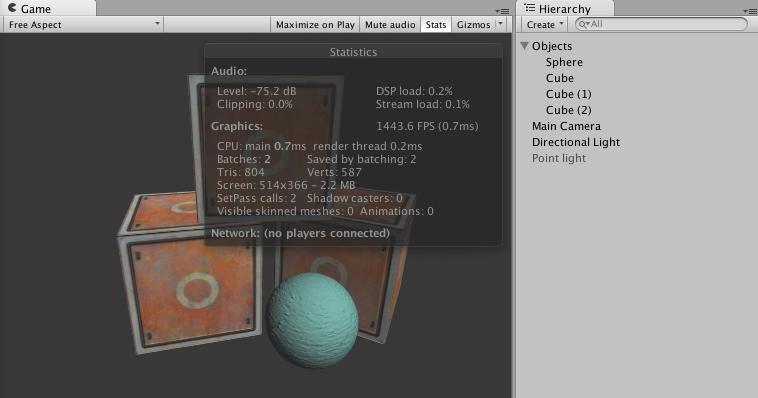 Game
Free Aspect
Maximize on Play Mute audio Stats Gizmos
Statistics
Audio:
Level: -75.2 dB DSP load: 0.2%
Clipping: 0.0% Stream load: 0.1%
Graphics: 1443.6 FPS (0.7ms)
CPU: main 0.7ms render thread 0.2ms
Batches: 2 Saved by batching: 2
Tris: 804 Verts: 587
Screen: 514x366 - 2.2 MB
SetPass calls: 2 Shadow casters: 0
Visible skinned meshes: 0 Animations: 0
Network: (no players connected)
Hierarchy
Create All
Objects
Sphere
Cube
Cube (1)
Cube (2)
Main Camera
Directional Light
Point light